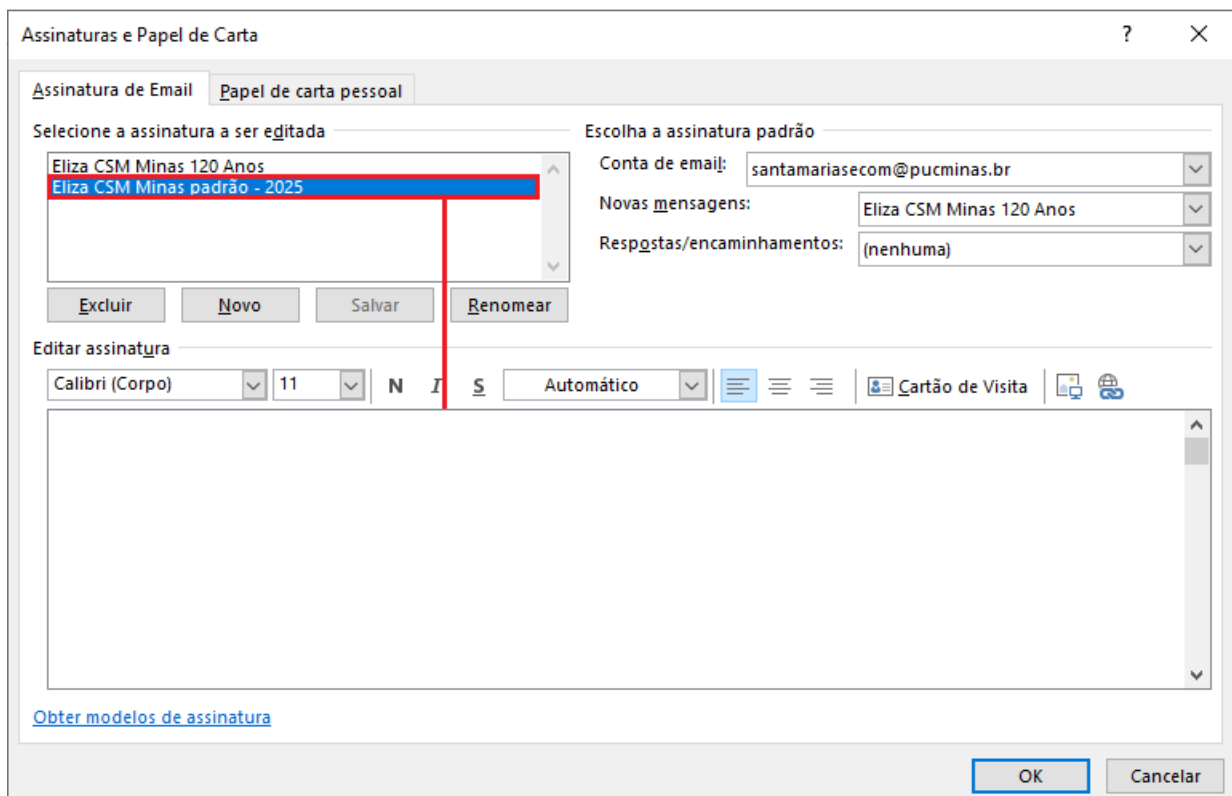 Assinaturas e Papel de Carta
?
Assinatura de Email
Papel de carta pessoal
Selecione a assinatura a ser editada
Eliza CSM Minas 120 Anos
Eliza CSM Minas padrão - 2025
Excluir
Novo
Salvar
Renomear
Escolha a assinatura padrão
Conta de email:
santamariasecom@pucminas.br
Novas mensagens:
Eliza CSM Minas 120 Anos
Respostas/encaminhamentos:
(nenhuma)
Editar assinatura
Calibri (Corpo)
11
N
I
S
Automático
Cartão de Visita
Obter modelos de assinatura
OK
Cancelar